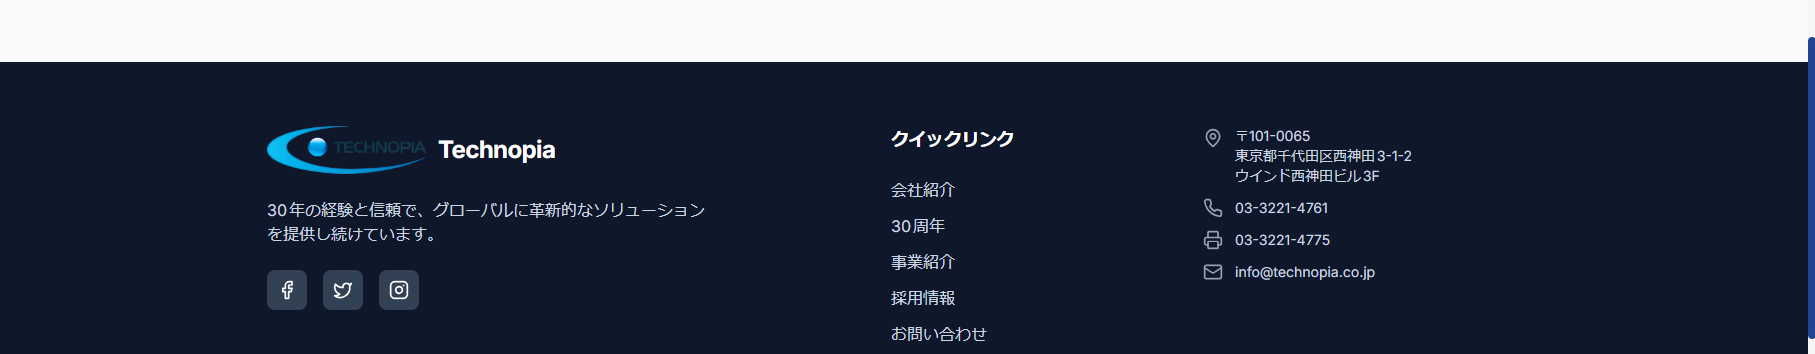 TECHNOPIA
Technopia
30年の経験と信頼で、グローバルに革新的なソリューション
を提供し続けています。
クイックリンク
会社紹介
30周年
事業紹介
採用情報
お問い合わせ
〒101-0065
東京都千代田区西神田3-1-2
ウインド西神田ビル3F
03-3221-4761
03-3221-4775
info@technopia.co.jp